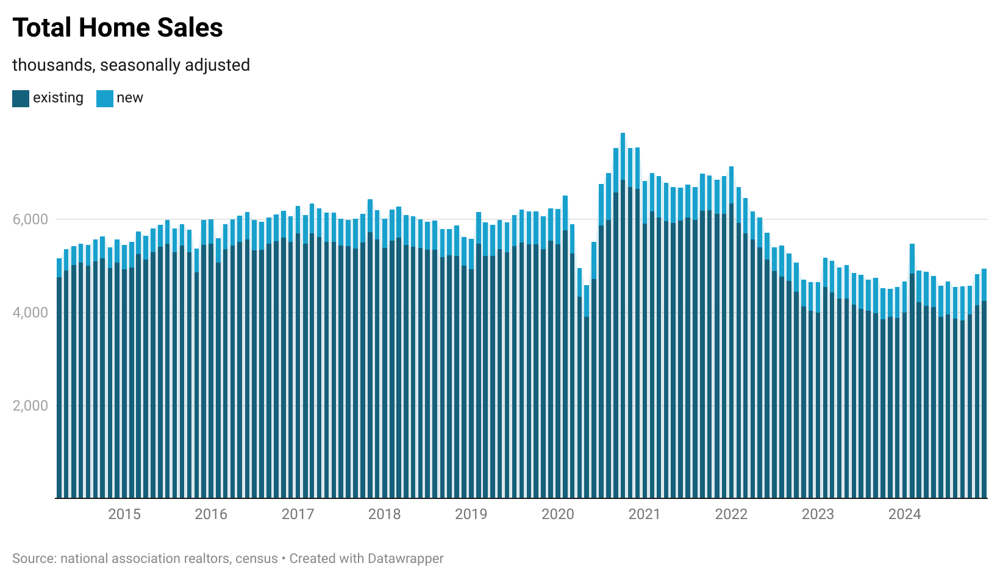 Total Home Sales
thousands, seasonally adjusted
existing new
6,000
4,000
2,000
2015 2016 2017 2018 2019 2020 2021 2022 2023 2024
Source: national association realtors, census • Created with Datawrapper